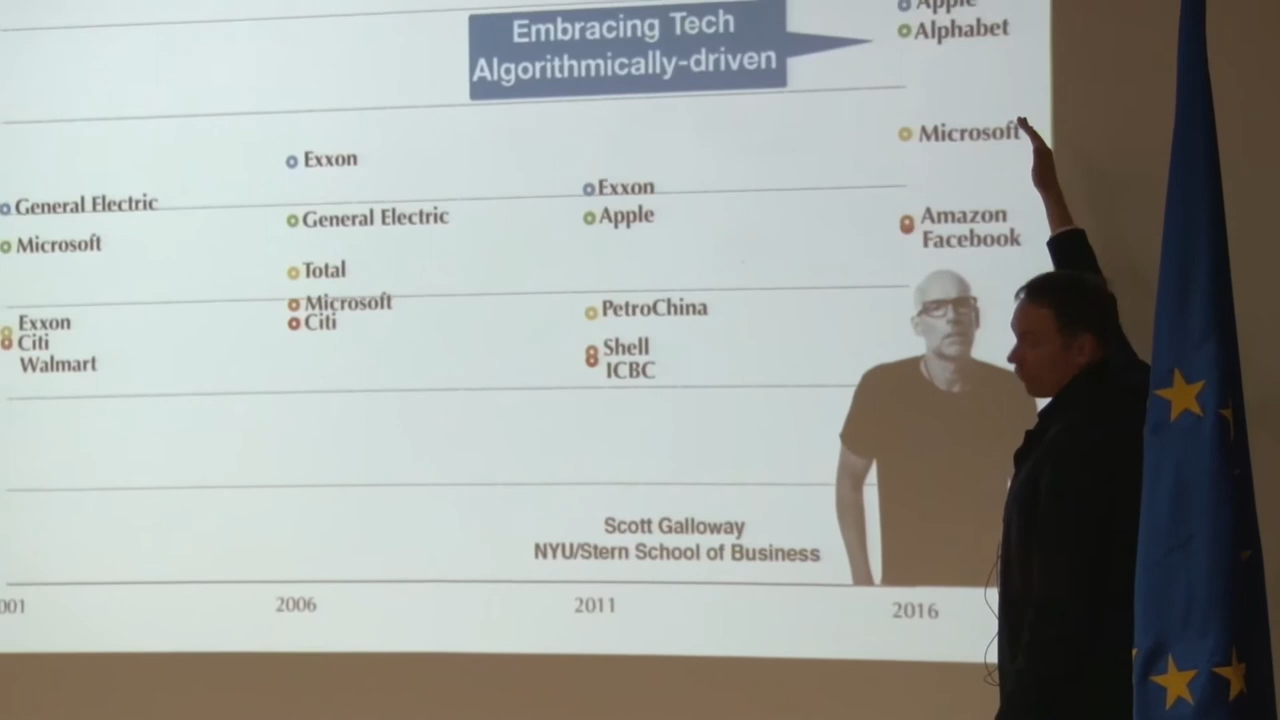 Embracing Tech
Algorithmically-driven
Apple
Alphabet
Microsoft
Amazon
Facebook
Exxon
General Electric
Total
Microsoft
Citi
General Electric
Microsoft
Exxon
Citi
Walmart
Exxon
Apple
PetroChina
Shell
ICBC
Scott Galloway
NYU/Stern School of Business
001
2006
2011
2016